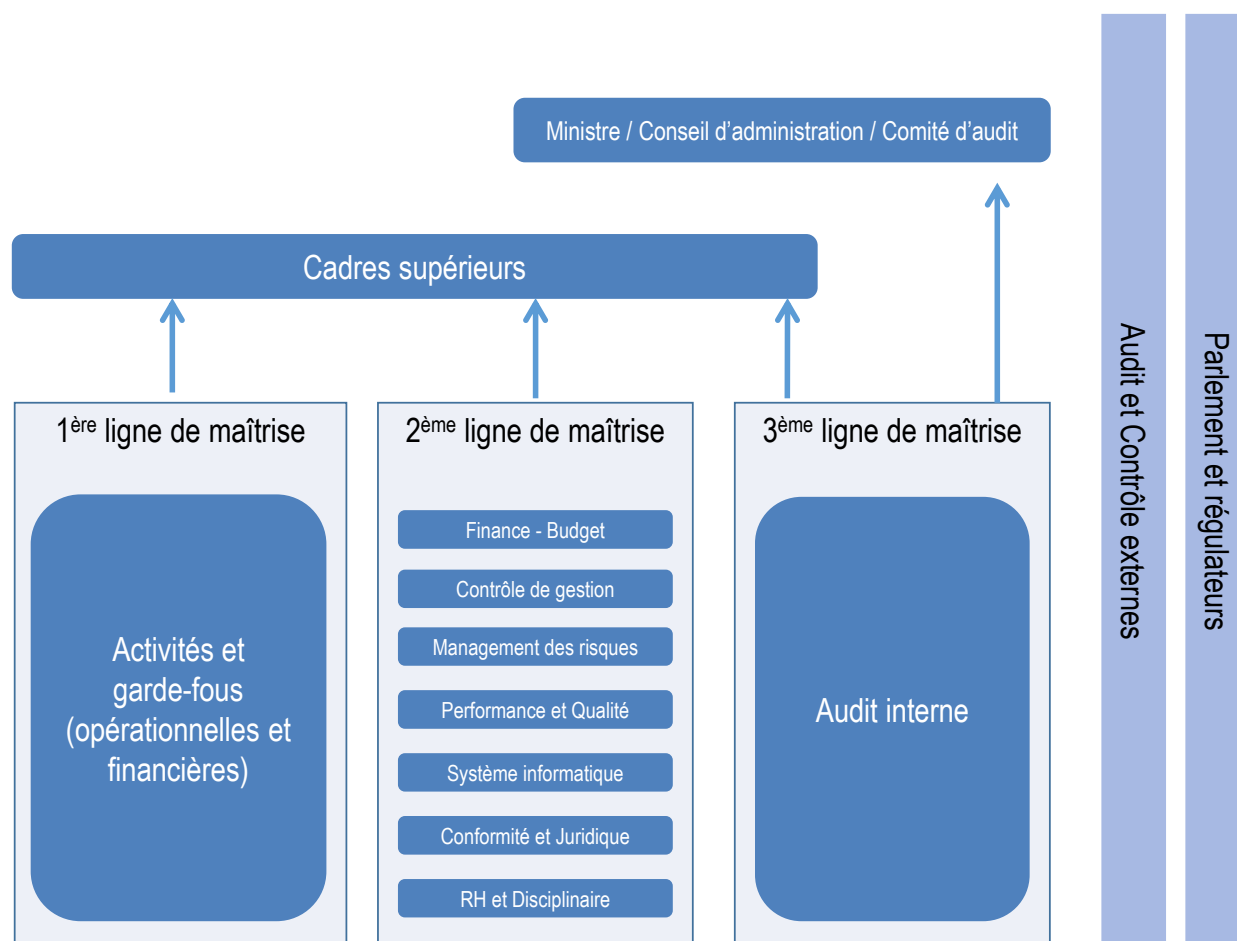 Ministre / Conseil d'administration / Comité d'audit
Cadres supérieurs
1ère ligne de maîtrise
Activités et
garde-fous
(opérationnelles et
financières)
2ème ligne de maîtrise
Finance - Budget
Contrôle de gestion
Management des risques
Performance et Qualité
Système informatique
Conformité et Juridique
RH et Disciplinaire
3ème ligne de maîtrise
Audit interne
Audit et Contrôle externes
Parlement et régulateurs